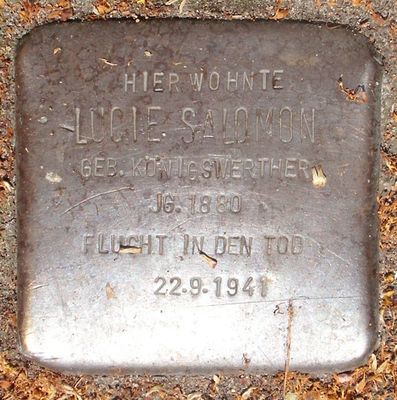 HIER WOHNTE
LUCIE SALOMON
GEB. KÖNIGSWERTHER
JG. 1880
FLUCHT IN DEN TOD
22.9.1941